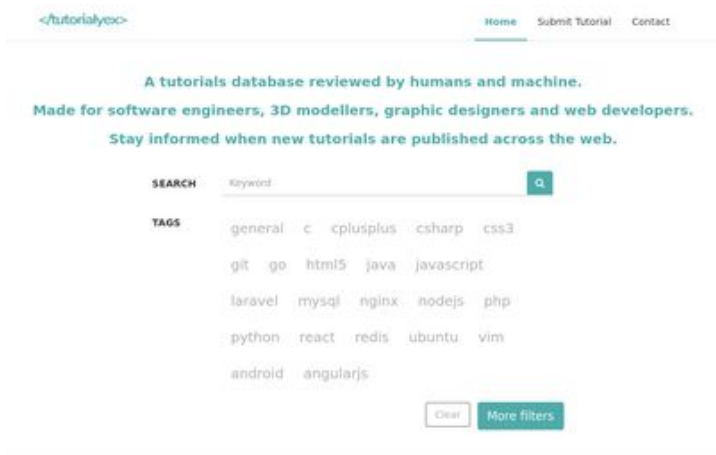 </tutorialyex>
Home Submit Tutorial Contact
A tutorials database reviewed by humans and machine.
Made for software engineers, 3D modellers, graphic designers and web developers.
Stay informed when new tutorials are published across the web.
SEARCH Keyword
TAGS
general c cplusplus csharp css3
git go html5 java javascript
laravel mysql nginx nodejs php
python react redis ubuntu vim
android angularjs
Clear More filters